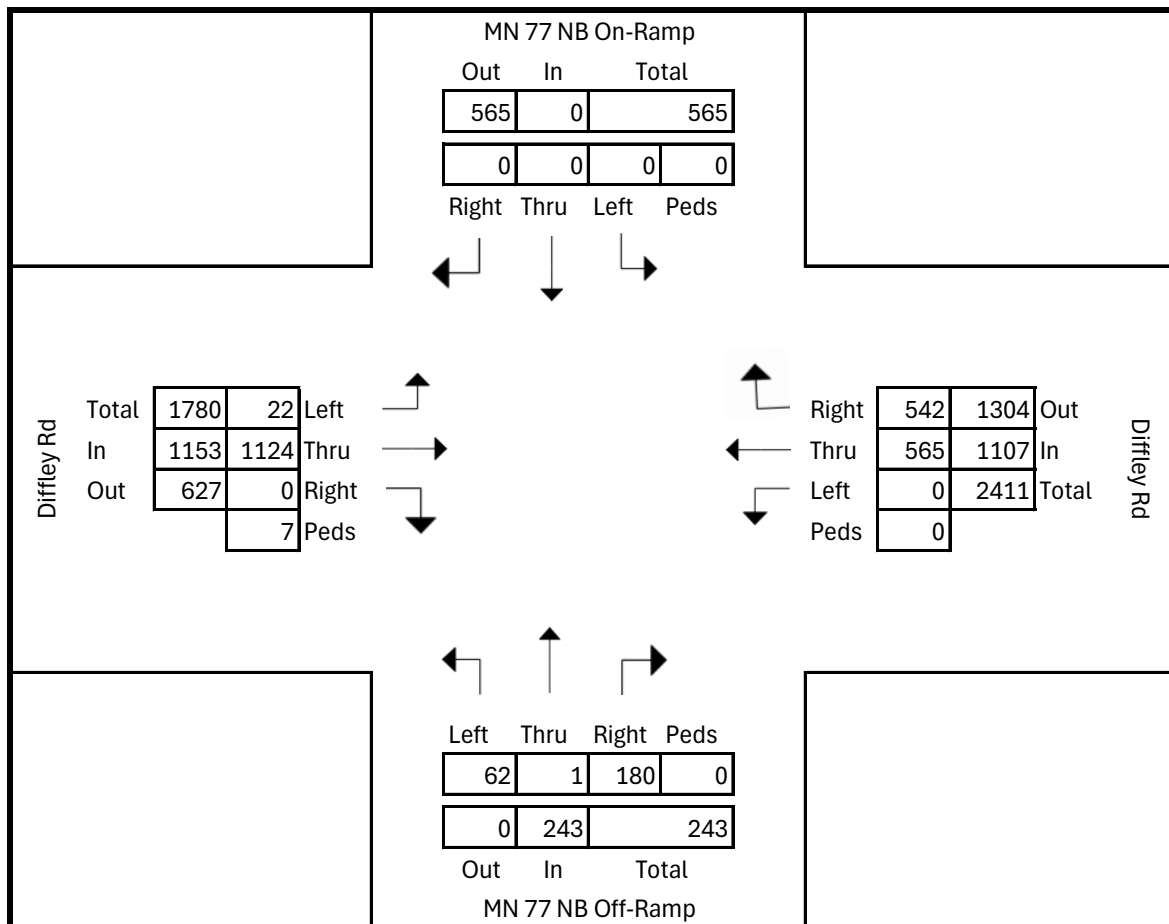 MN 77 NB On-Ramp
Out In Total
565 0 565
0 0 0 0
Right Thru Left Peds
Diffley Rd
Total 1780 22 Left
In 1153 1124 Thru
Out 627 0 Right
7 Peds
Right 542 1304 Out
Thru 565 1107 In
Left 0 2411 Total
Peds 0
Diffley Rd
Left Thru Right Peds
62 1 180 0
0 243 243
Out In Total
MN 77 NB Off-Ramp